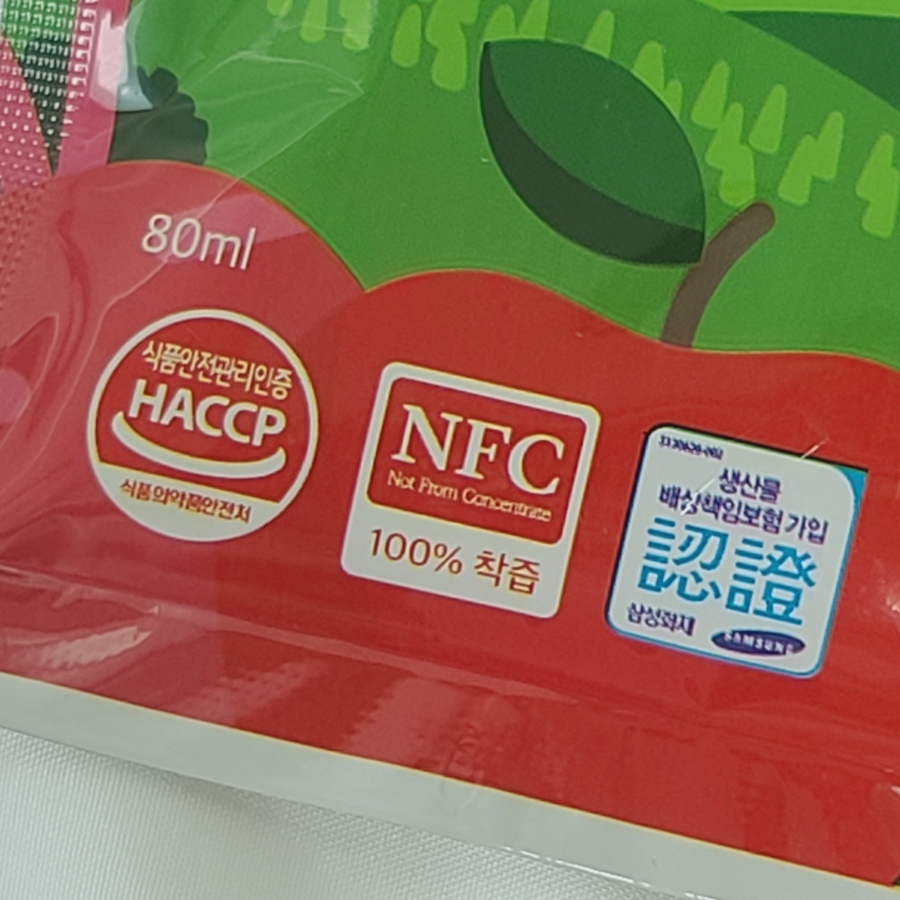 80ml
식품안전관리인증
HACCP
식품의약품안전처
NFC
Not From Concentrate
100% 착즙
생산물
배상책임보험 가입
認證
삼성화재
SAMSUNG